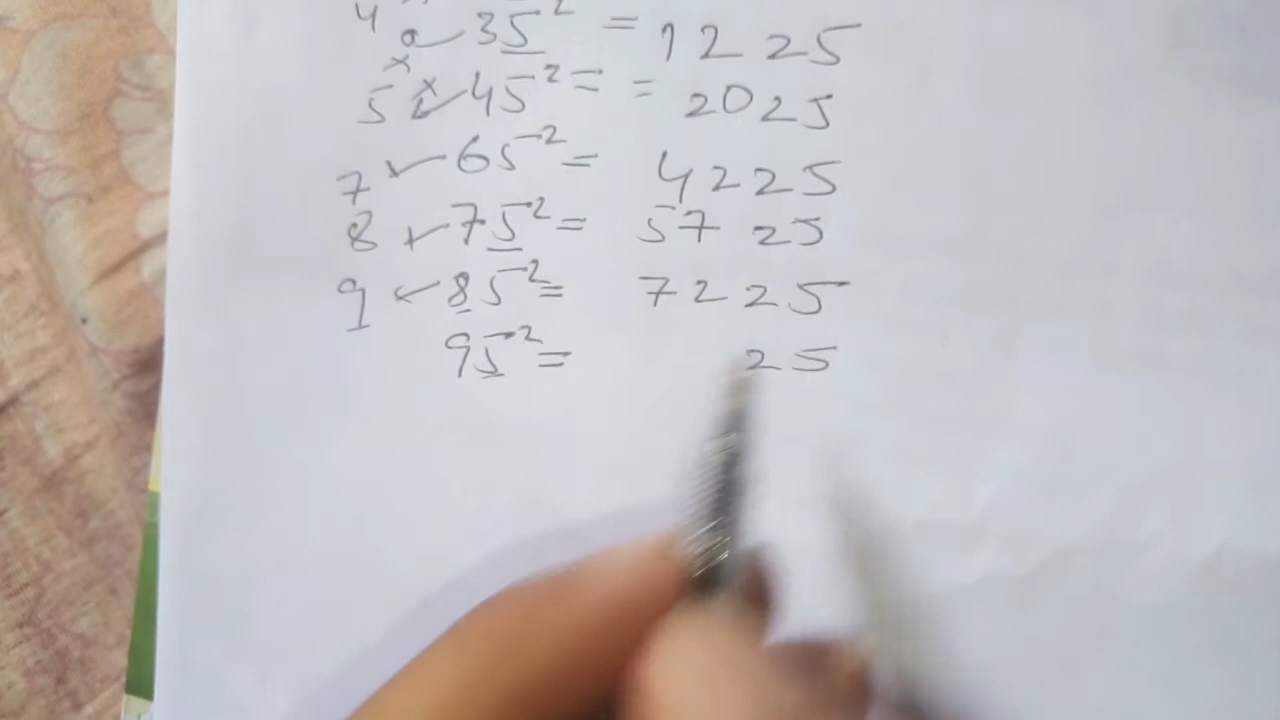 4 35² = 1225
5 x 45² = = 2025
7 65² = 4225
8 75² = 5725
9 85² = 7225
95² = 25